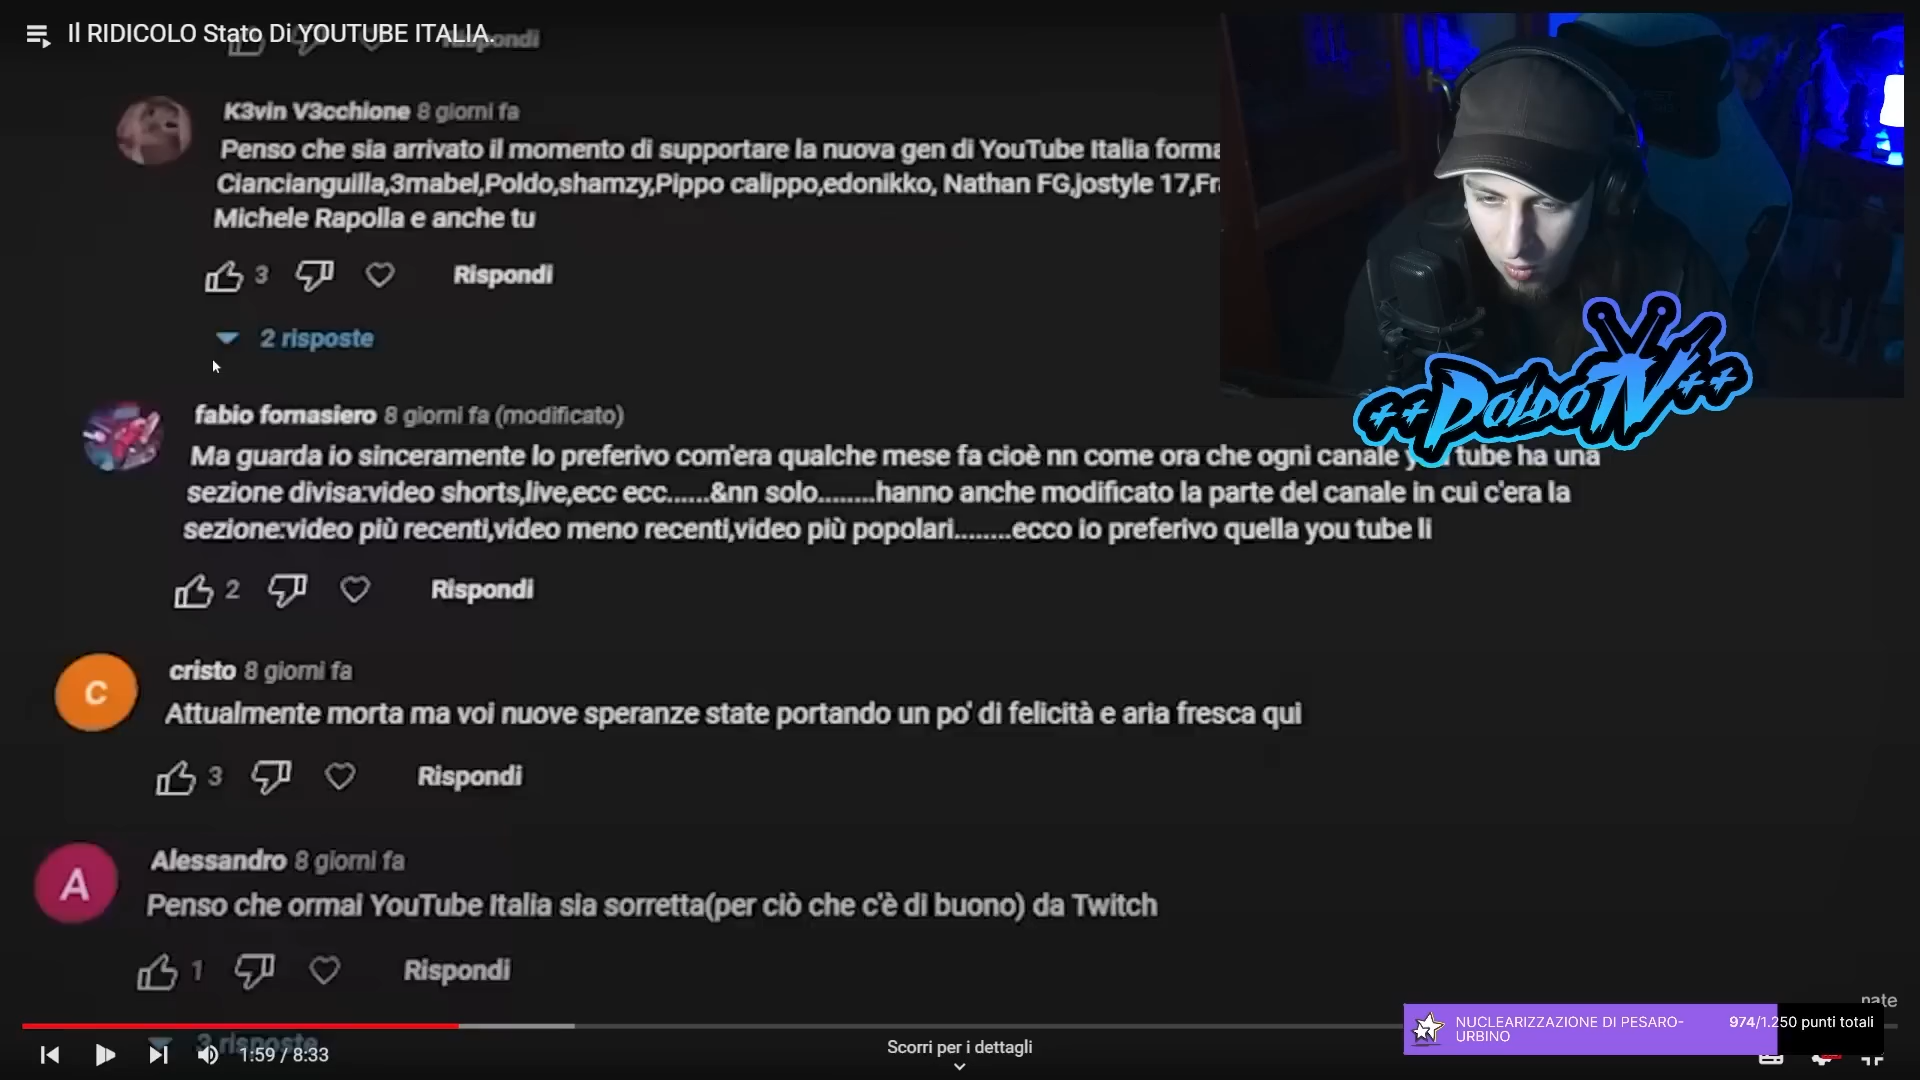 Il RIDICOLO Stato Di YOUTUBE ITALIA.
Rispondi
K3vin V3cchione 8 giorni fa
Penso che sia arrivato il momento di supportare la nuova gen di YouTube Italia forma
Ciancianguilla,3mabel,Poldo,shamzy,Pippo calippo,edonikko, Nathan FG,jostyle 17,Fr
Michele Rapolla e anche tu
3 Rispondi
2 risposte
++POLDOTV++
fabio fornasiero 8 giorni fa (modificato)
Ma guarda io sinceramente lo preferivo com'era qualche mese fa cioè nn come ora che ogni canale tube ha una
sezione divisa:video shorts,live,ecc ecc......&nn solo........hanno anche modificato la parte del canale in cui c'era la
sezione:video più recenti,video meno recenti,video più popolari........ecco io preferivo quella you tube li
2 Rispondi
C
cristo 8 giorni fa
Attualmente morta ma voi nuove speranze state portando un po' di felicità e aria fresca qui
3 Rispondi
A
Alessandro 8 giorni fa
Penso che ormai YouTube Italia sia sorretta(per ciò che c'è di buono) da Twitch
1 Rispondi
3 risposte
1:59 / 8:33
Scorri per i dettagli
NUCLEARIZZAZIONE DI PESARO-
URBINO
974/1.250 punti totali